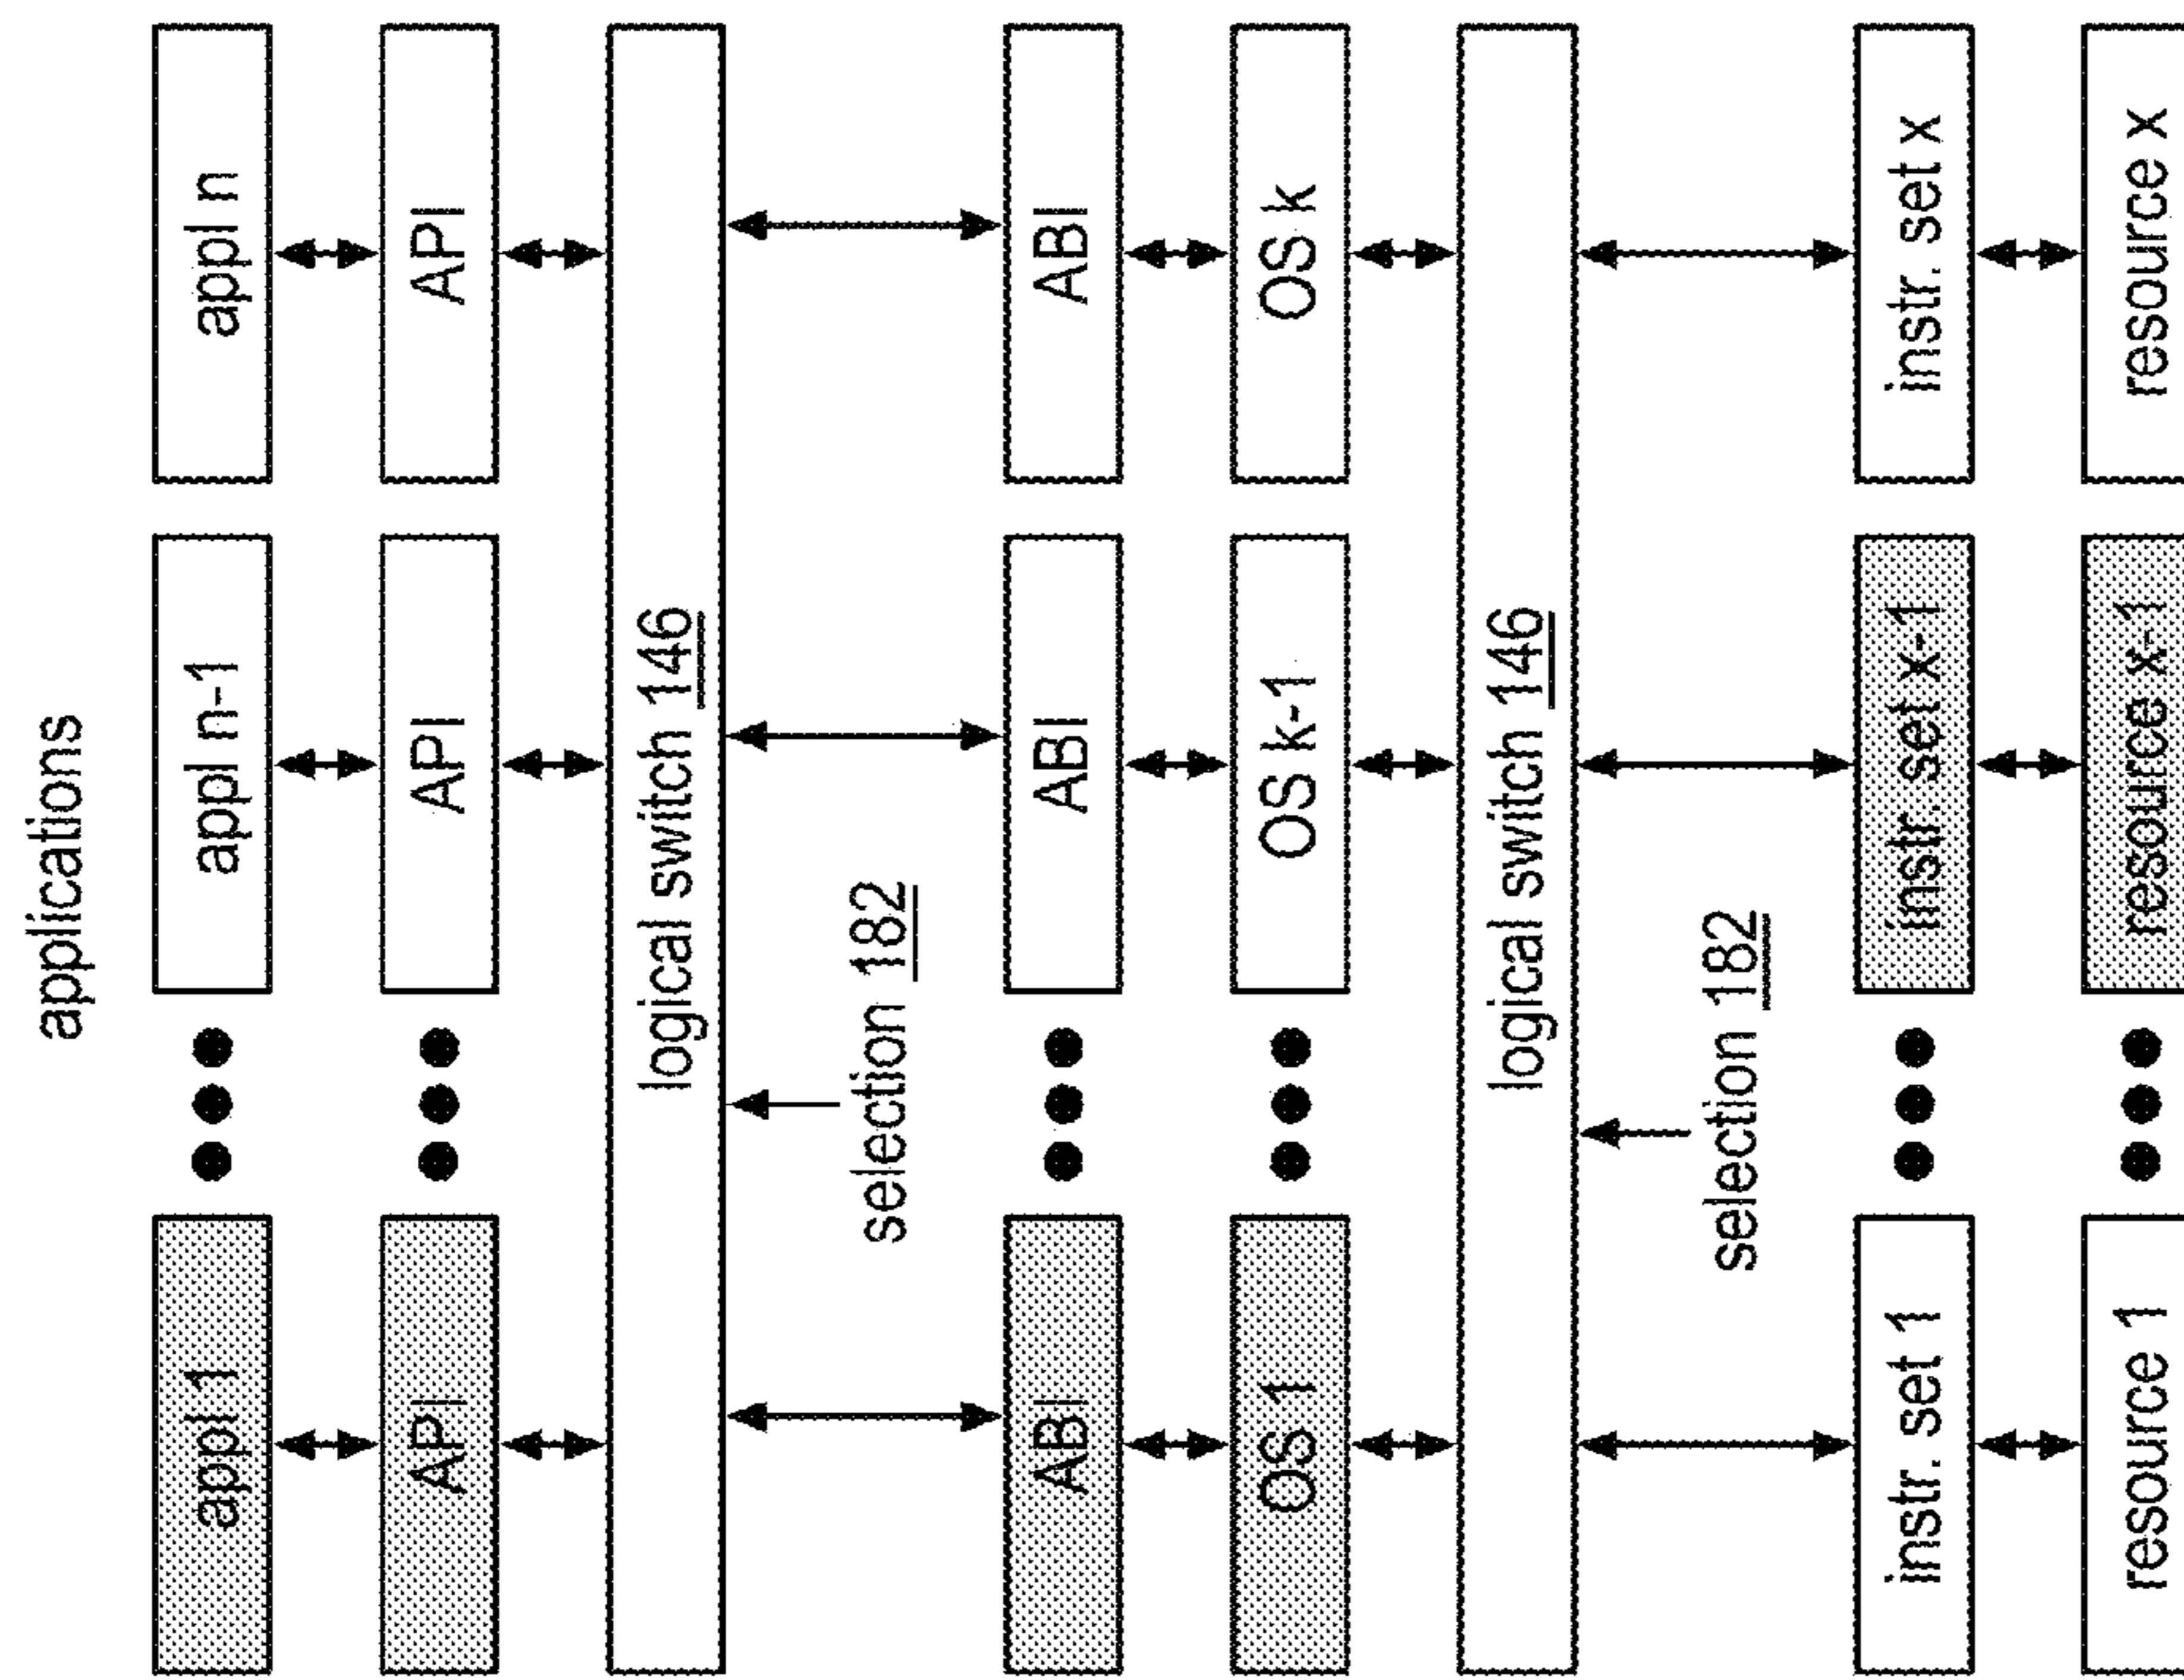 applications
appl 1
appl n-1
appl n
API
API
API
logical switch 146
selection 182
ABI
ABI
ABI
OS 1
OS k-1
OS k
logical switch 146
selection 182
instr. set 1
instr. set x-1
instr. set x
resource 1
resource x-1
resource x